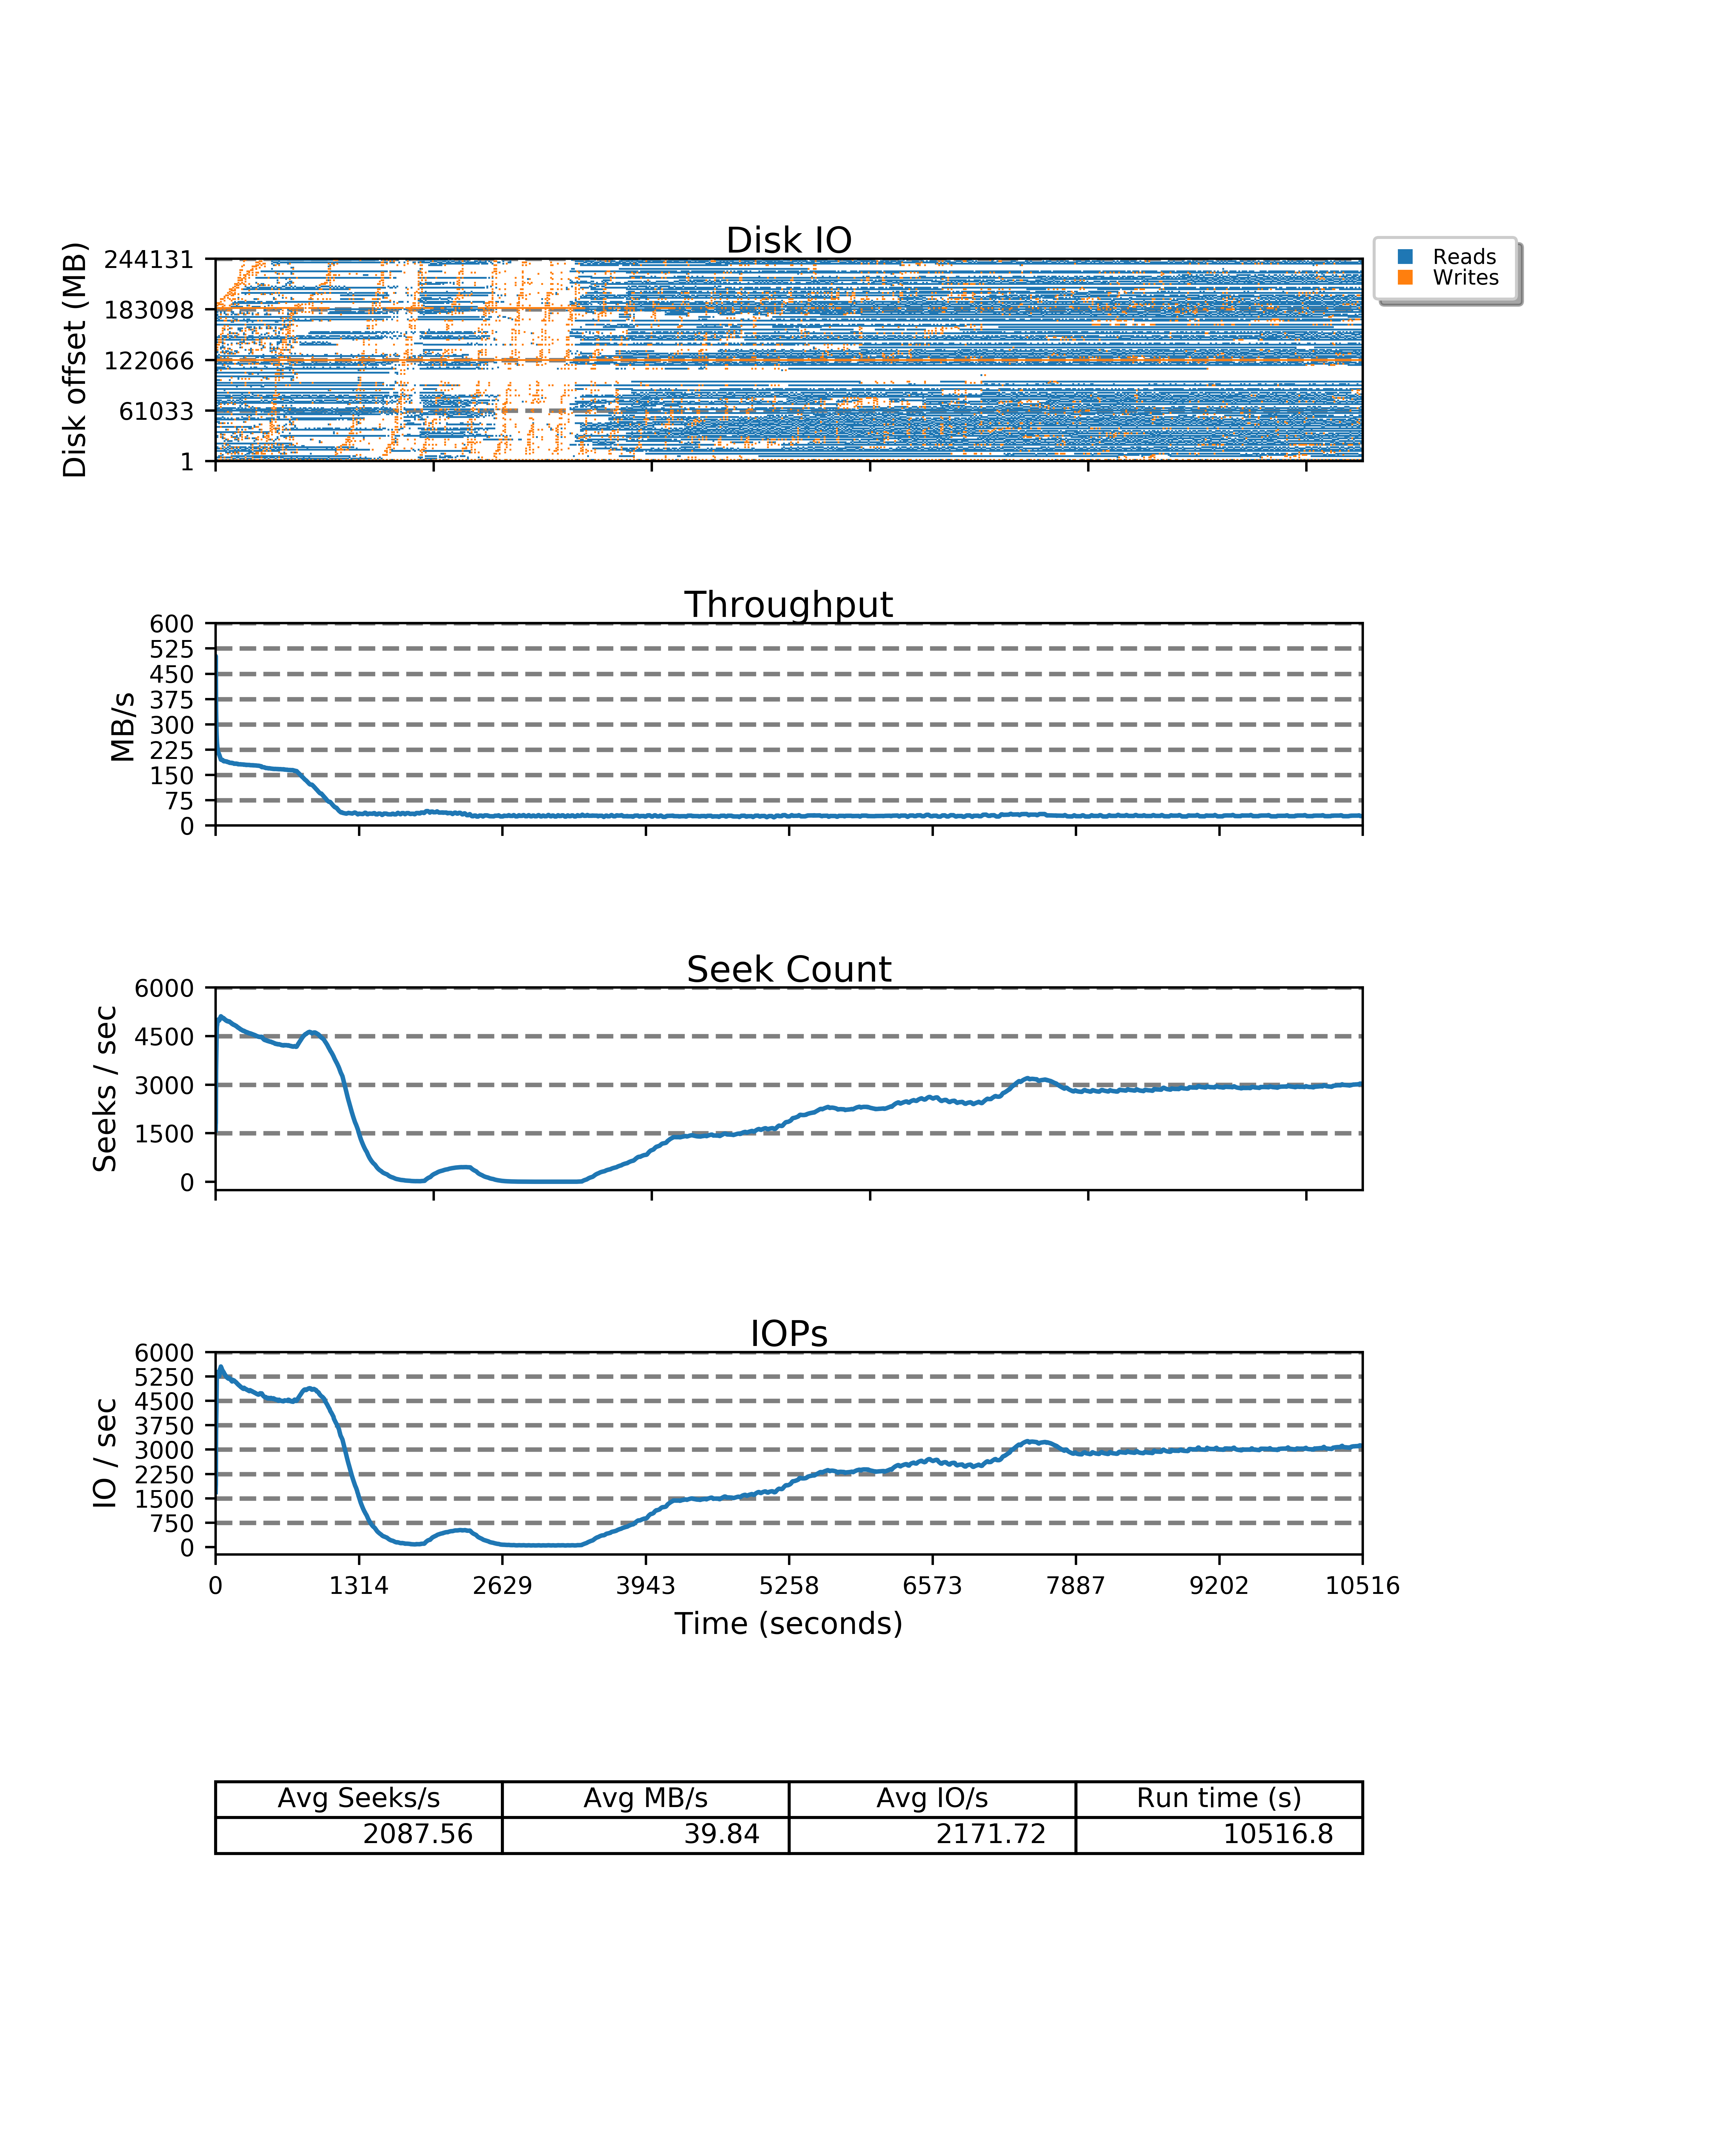 Disk IO
Disk offset (MB)
244131
183098
122066
61033
1
Reads
Writes
Throughput
MB/s
600
525
450
375
300
225
150
75
0
Seek Count
Seeks / sec
6000
4500
3000
1500
0
IOPs
IO / sec
6000
5250
4500
3750
3000
2250
1500
750
0
0 1314 2629 3943 5258 6573 7887 9202 10516
Time (seconds)
Avg Seeks/s Avg MB/s Avg IO/s Run time (s)
2087.56 39.84 2171.72 10516.8